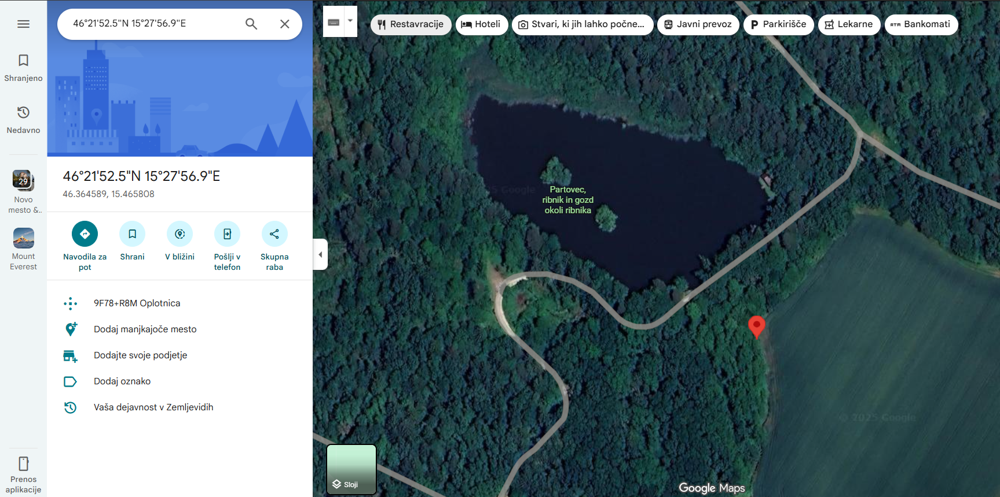 46°21'52.5"N 15°27'56.9"E
Restavracije
Hoteli
Stvari, ki jih lahko počne...
Javni prevoz
Parkirišče
Lekarne
ATM Bankomati
Shranjeno
Nedavno
29
Novo
mesto &..
Mount
Everest
Prenos
aplikacije
46°21'52.5"N 15°27'56.9"E
46.364589, 15.465808
Navodila za
pot
Shrani
V bližini
Pošlji v
telefon
Skupna
raba
9F78+R8M Oplotnica
Dodaj manjkajoče mesto
Dodajte svoje podjetje
Dodaj oznako
Vaša dejavnost v Zemljevidih
Partovec,
ribnik in gozd
okoli ribnika
© 2025 Google
Sloji
Google Maps